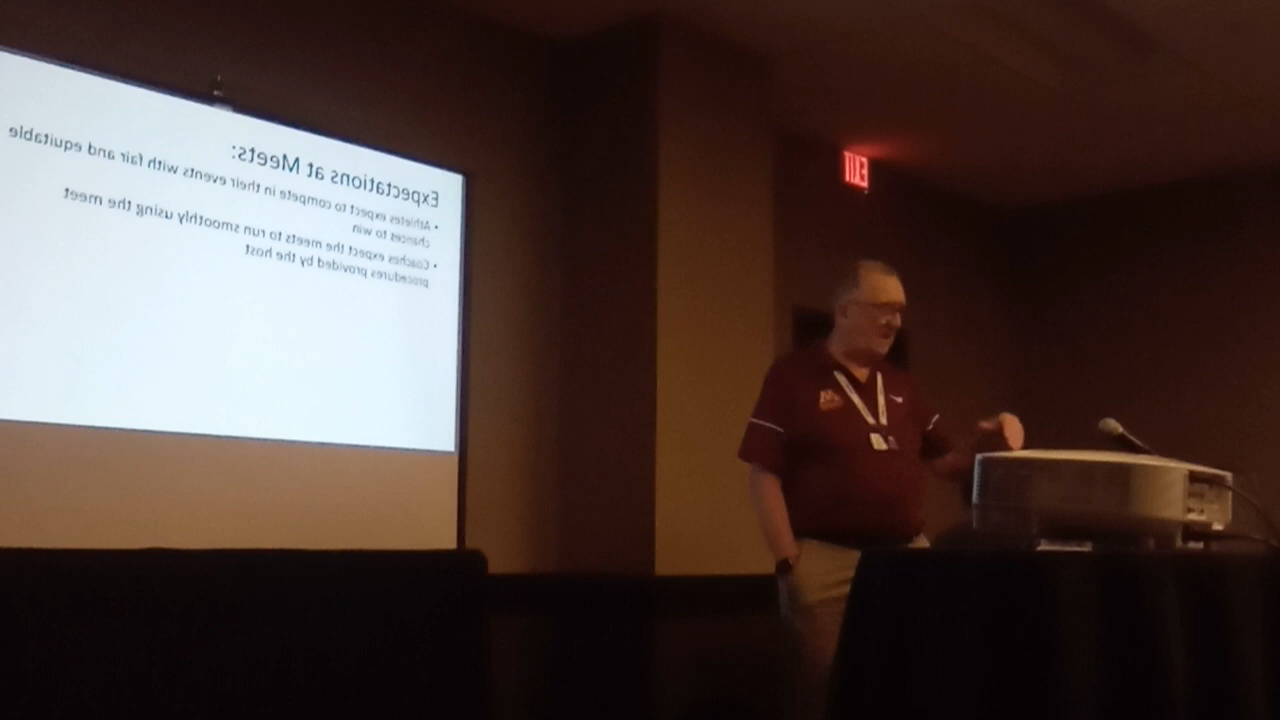 Expectations at Meets:
• Athletes expect to compete in their events with fair and equitable
chances to win
• Coaches expect the meets to run smoothly using the meet
procedures provided by the host
EXIT